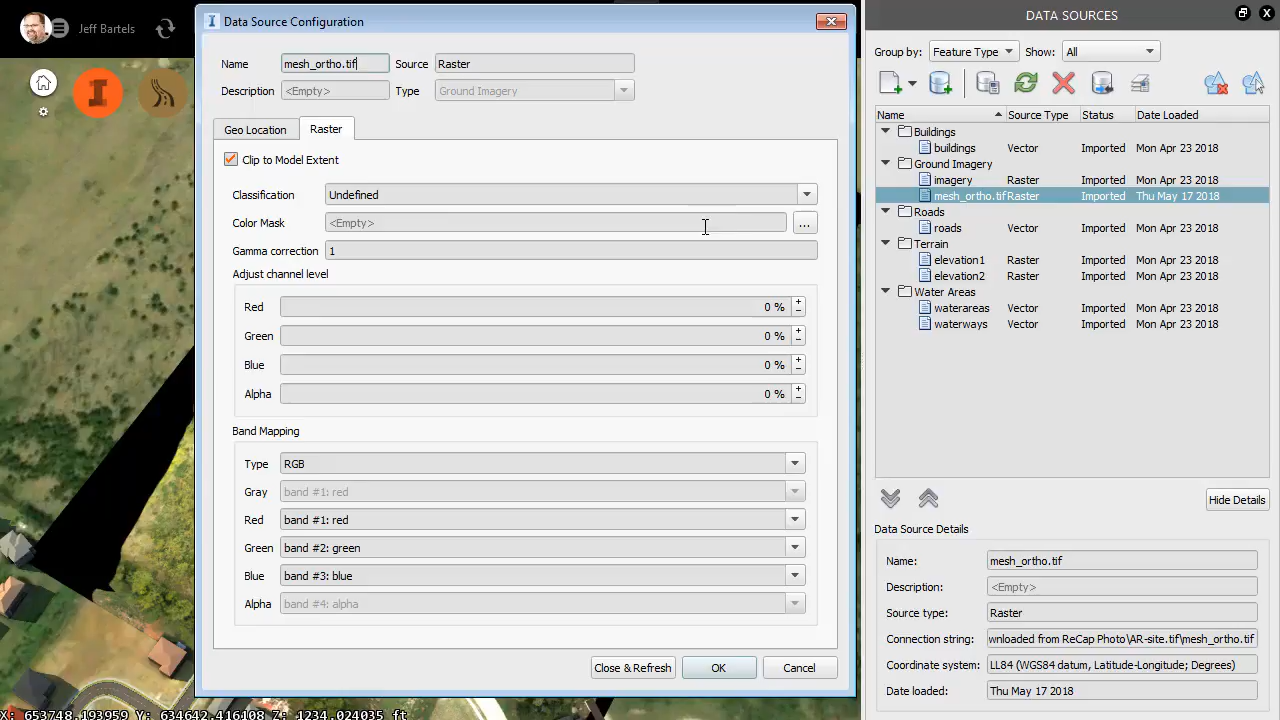 Jeff Bartels
Data Source Configuration
Name mesh_ortho.tif Source Raster
Description <Empty> Type Ground Imagery
Geo Location Raster
Clip to Model Extent
Classification Undefined
Color Mask <Empty> ...
Gamma correction 1
Adjust channel level
Red 0 %
Green 0 %
Blue 0 %
Alpha 0 %
Band Mapping
Type RGB
Gray band #1: red
Red band #1: red
Green band #2: green
Blue band #3: blue
Alpha band #4: alpha
Close & Refresh OK Cancel
DATA SOURCES
Group by: Feature Type Show: All
Name Source Type Status Date Loaded
Buildings
buildings Vector Imported Mon Apr 23 2018
Ground Imagery
imagery Raster Imported Mon Apr 23 2018
mesh_ortho.tif Raster Imported Thu May 17 2018
Roads
roads Vector Imported Mon Apr 23 2018
Terrain
elevation1 Raster Imported Mon Apr 23 2018
elevation2 Raster Imported Mon Apr 23 2018
Water Areas
waterareas Vector Imported Mon Apr 23 2018
waterways Vector Imported Mon Apr 23 2018
Hide Details
Data Source Details
Name: mesh_ortho.tif
Description: <Empty>
Source type: Raster
Connection string: wnloaded from ReCap Photo\AR-site.tif\mesh_ortho.tif
Coordinate system: LL84 (WGS84 datum, Latitude-Longitude; Degrees)
Date loaded: Thu May 17 2018
X: 653748.193959 Y: 634642.416108 Z: 1234.024035 ft